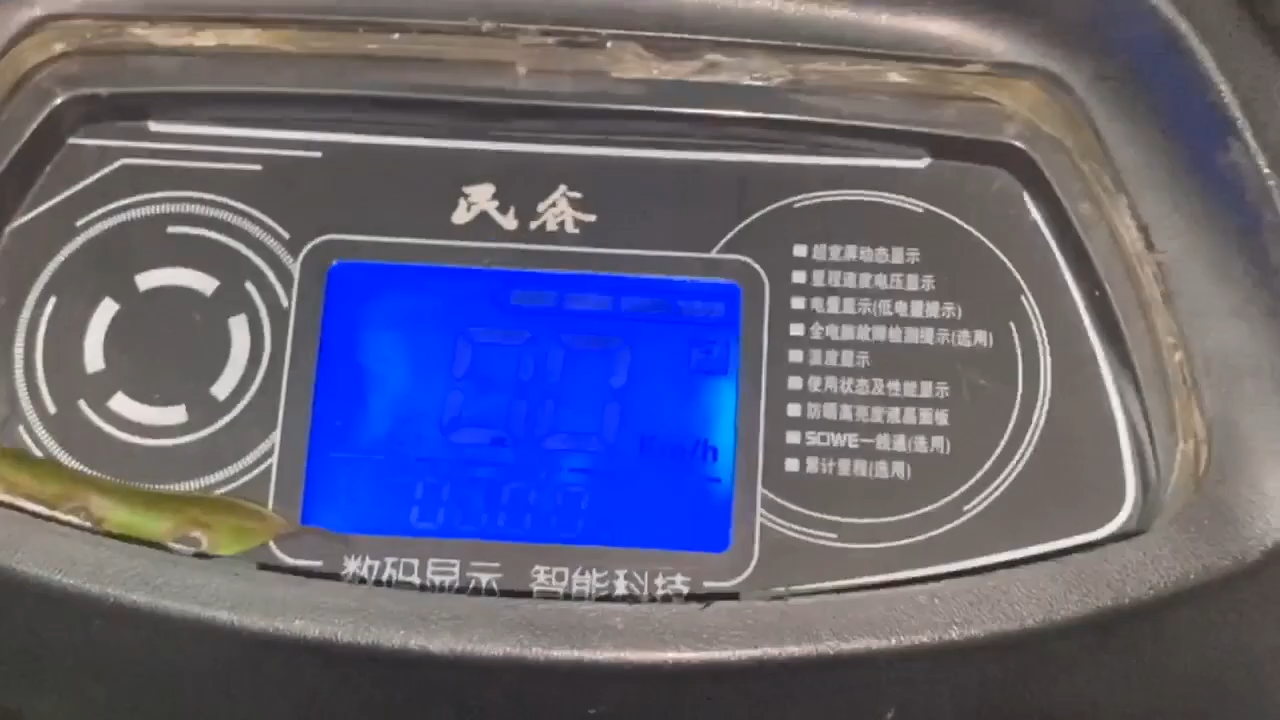 民鑫
超宽屏动态显示
里程速度电压显示
电量显示(低电量提示)
全电脑故障检测提示(选用)
温度显示
使用状态及性能显示
防晒高亮度液晶面板
SOWE一线通(选用)
累计里程(选用)
P
Km/h
数码显示 智能科技